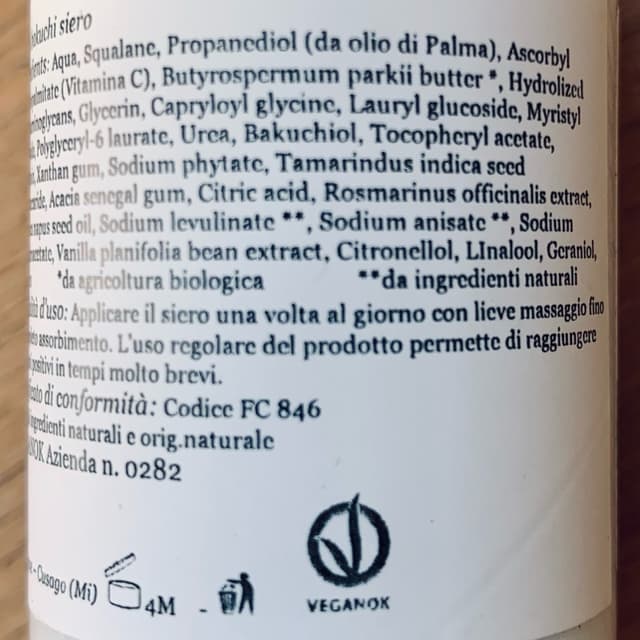 siero
Aqua, Squalane, Propanediol (da olio di Palma), Ascorbyl
(Vitamina C), Butyrospermum parkii butter *, Hydrolized
Glycerin, Capryloyl glycine, Lauryl glucoside, Myristyl
Polyglyceryl-6 laurate, Urea, Bakuchiol, Tocopheryl acetate,
Xanthan gum, Sodium phytate, Tamarindus indica seed
Acacia senegal gum, Citric acid, Rosmarinus officinalis extract,
seed oil, Sodium levulinate **, Sodium anisate **, Sodium
Vanilla planifolia bean extract, Citronellol, LInalool, Geraniol,
*da agricoltura biologica **da ingredienti naturali
d'uso: Applicare il siero una volta al giorno con lieve massaggio fino
assorbimento. L'uso regolare del prodotto permette di raggiungere
positivi in tempi molto brevi.
di conformità: Codice FC 846
ingredienti naturali e orig.naturale
Azienda n. 0282
- Cusago (Mi) 4M -
VEGANOK